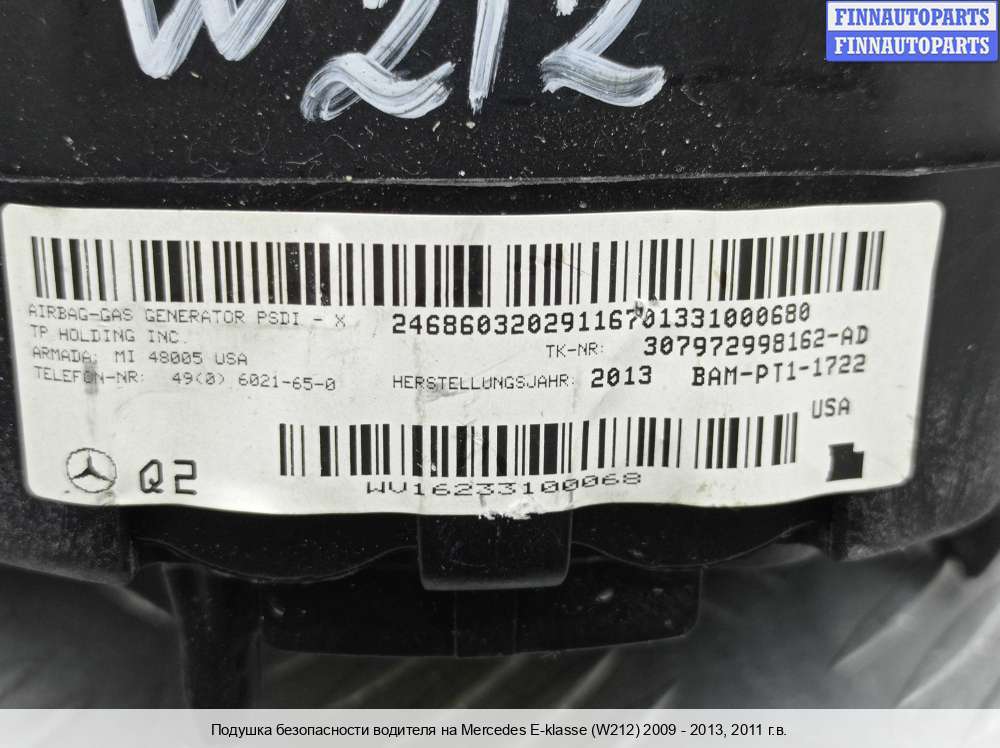 W212
FINNAUTOPARTS
FINNAUTOPARTS
AIRBAG-GAS GENERATOR PSDI - X
24686032029116701331000680
TP HOLDING INC.
TK-NR: 307972998162-AD
ARMADA; MI 48005 USA
TELEFON-NR: 49(0) 6021-65-0
HERSTELLUNGSJAHR: 2013 BAM-PT1-1722
USA
Q2
WV16233100068
Подушка безопасности водителя на Mercedes E-klasse (W212) 2009 - 2013, 2011 г.в.